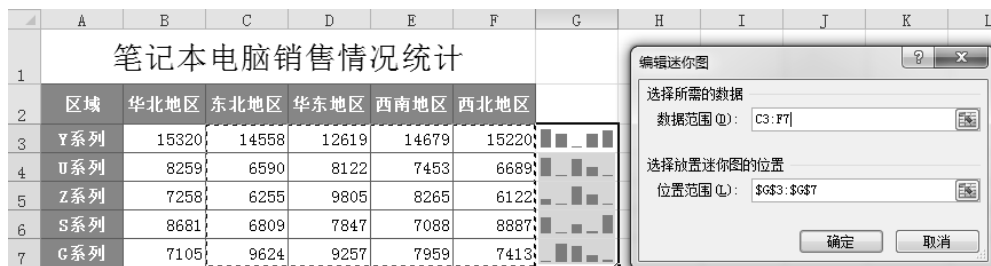 A B C D E F G H I J K L
1 笔记本电脑销售情况统计
2 区域 华北地区 东北地区 华东地区 西南地区 西北地区
3 Y系列 15320 14558 12619 14679 15220
4 U系列 8259 6590 8122 7453 6689
5 Z系列 7258 6255 9805 8265 6122
6 S系列 8681 6809 7847 7088 8887
7 G系列 7105 9624 9257 7959 7413
编辑迷你图
选择所需的数据
数据范围(D): C3:F7
选择放置迷你图的位置
位置范围(L): $G$3:$G$7
确定 取消